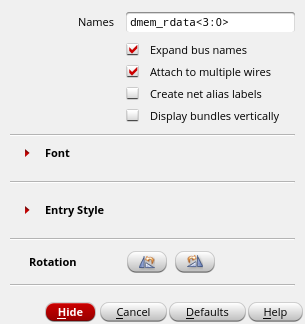 Names dmem_rdata<3:0>
Expand bus names
Attach to multiple wires
Create net alias labels
Display bundles vertically
Font
Entry Style
Rotation
Hide Cancel Defaults Help